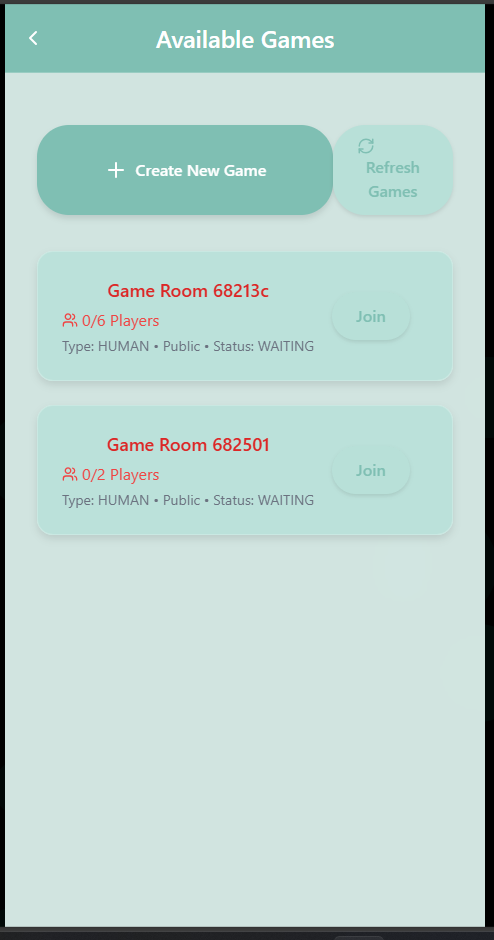 Available Games
Create New Game
Refresh
Games
Game Room 68213c
0/6 Players
Join
Type: HUMAN • Public • Status: WAITING
Game Room 682501
0/2 Players
Join
Type: HUMAN • Public • Status: WAITING